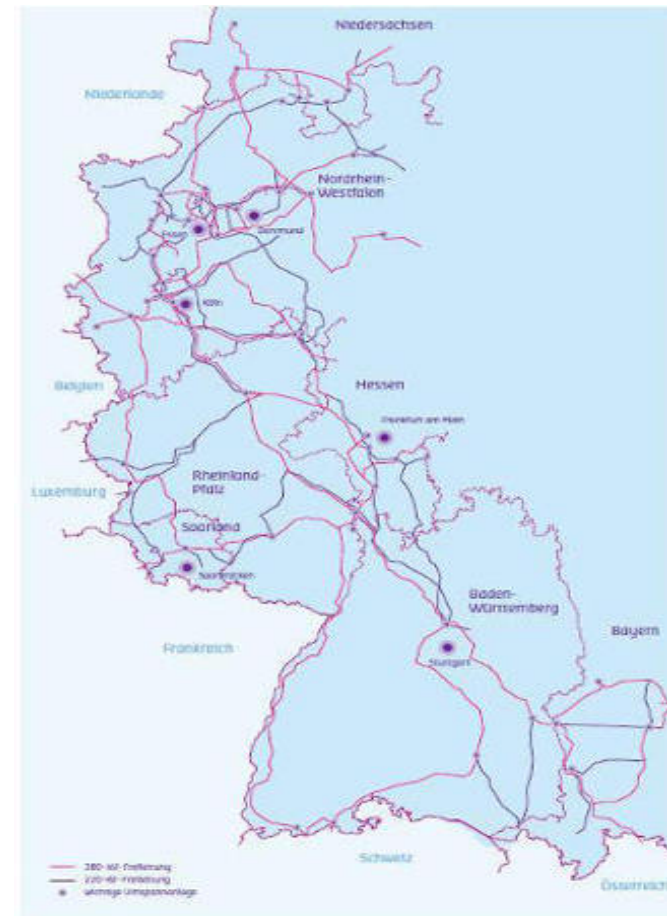 Niedersachsen
Niederlande
Nordrhein-
Westfalen
Essen
Dortmund
Köln
Belgien
Hessen
Frankfurt am Main
Rheinland-
Pfalz
Luxemburg
Saarland
Saarbrücken
Baden-
Württemberg
Bayern
Frankreich
Stuttgart
Schweiz
Österreich
380-kV-Freileitung
220-kV-Freileitung
wichtige Umspannanlage